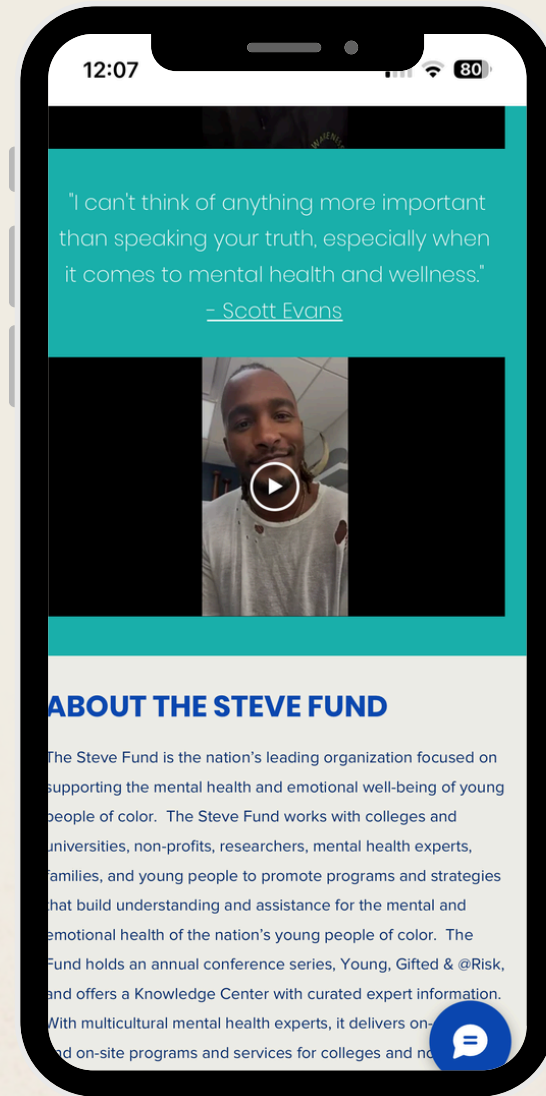 12:07
80
"I can't think of anything more important
than speaking your truth, especially when
it comes to mental health and wellness."
- Scott Evans
ABOUT THE STEVE FUND
The Steve Fund is the nation’s leading organization focused on
supporting the mental health and emotional well-being of young
people of color.  The Steve Fund works with colleges and
universities, non-profits, researchers, mental health experts,
families, and young people to promote programs and strategies
that build understanding and assistance for the mental and
emotional health of the nation’s young people of color.  The
Fund holds an annual conference series, Young, Gifted & @Risk,
and offers a Knowledge Center with curated expert information.
With multicultural mental health experts, it delivers on-
and on-site programs and services for colleges and